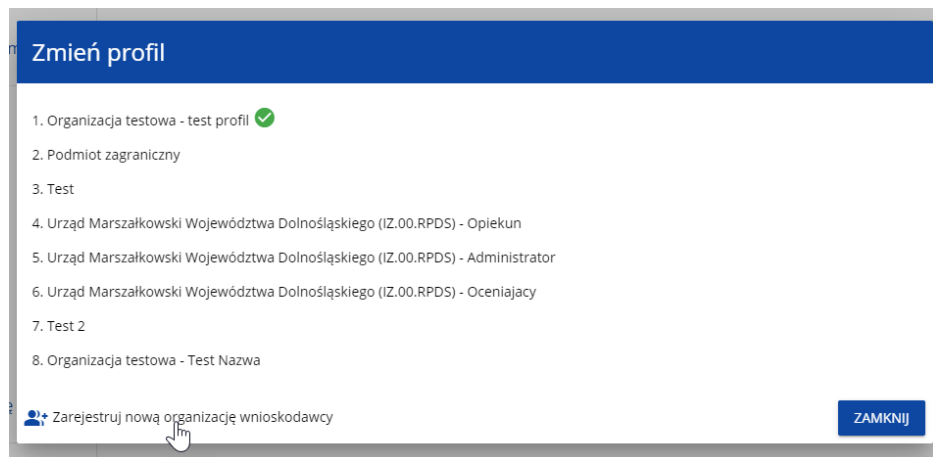 Zmień profil
1. Organizacja testowa - test profil
2. Podmiot zagraniczny
3. Test
4. Urząd Marszałkowski Województwa Dolnośląskiego (IZ.00.RPDS) - Opiekun
5. Urząd Marszałkowski Województwa Dolnośląskiego (IZ.00.RPDS) - Administrator
6. Urząd Marszałkowski Województwa Dolnośląskiego (IZ.00.RPDS) - Oceniajacy
7. Test 2
8. Organizacja testowa - Test Nazwa
Zarejestruj nową organizację wnioskodawcy
ZAMKNIJ